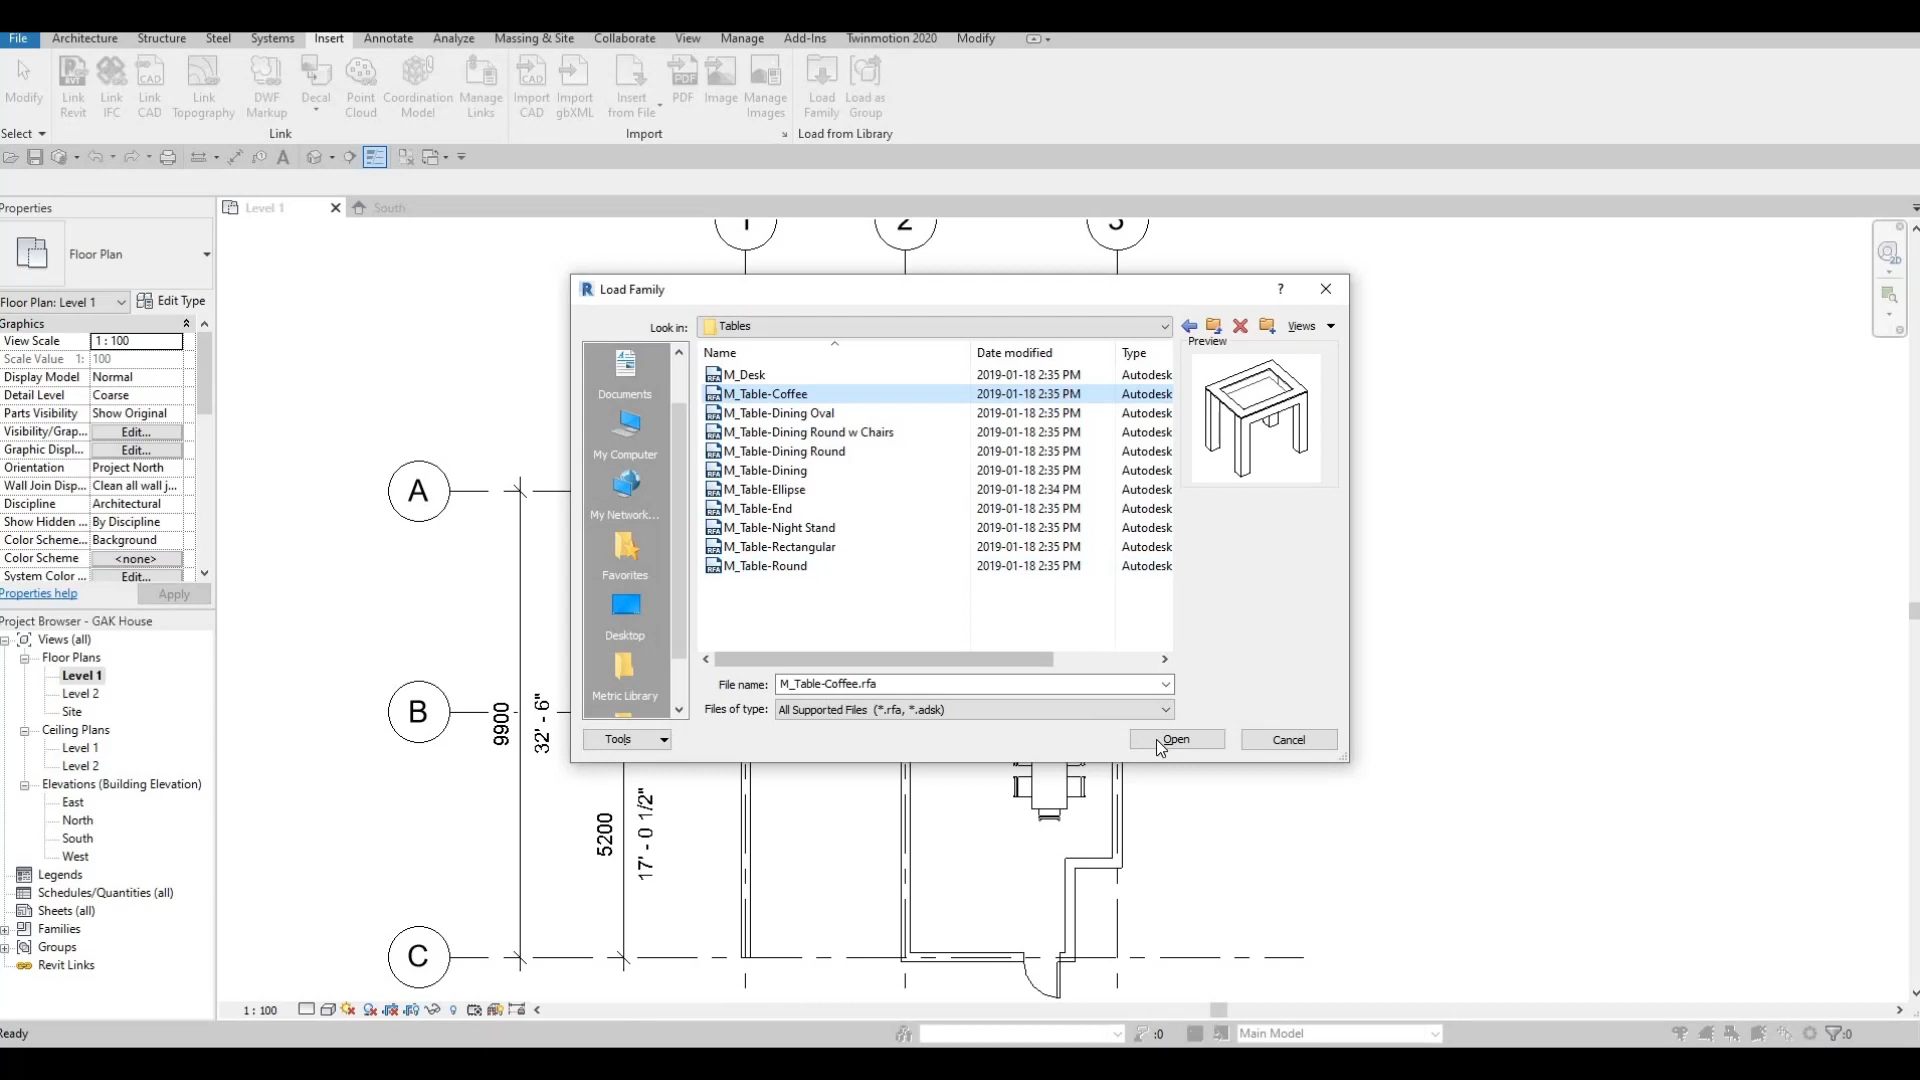 File Architecture Structure Steel Systems Insert Annotate Analyze Massing & Site Collaborate View Manage Add-Ins Twinmotion 2020 Modify
Modify
Link Revit
Link IFC
Link CAD
Link Topography
DWF Markup
Decal
Point Cloud
Coordination Model
Manage Links
Import CAD
Import gbXML
Insert from File
PDF
Image
Manage Images
Load Family
Load as Group
Select
Link
Import
Load from Library
Properties
Level 1
South
Floor Plan
Floor Plan: Level 1
Edit Type
Graphics
View Scale 1 : 100
Scale Value 1: 100
Display Model Normal
Detail Level Coarse
Parts Visibility Show Original
Visibility/Grap... Edit...
Graphic Displ... Edit...
Orientation Project North
Wall Join Disp... Clean all wall j...
Discipline Architectural
Show Hidden ... By Discipline
Color Scheme... Background
Color Scheme <none>
System Color ... Edit...
Properties help
Apply
Project Browser - GAK House
Views (all)
Floor Plans
Level 1
Level 2
Site
Ceiling Plans
Level 1
Level 2
Elevations (Building Elevation)
East
North
South
West
Legends
Schedules/Quantities (all)
Sheets (all)
Families
Groups
Revit Links
1
2
3
A
B
C
9900
32' - 6"
5200
17' - 0 1/2"
Load Family
?
Look in:
Tables
Views
Documents
My Computer
My Network...
Favorites
Desktop
Metric Library
Name Date modified Type
M_Desk 2019-01-18 2:35 PM Autodesk
M_Table-Coffee 2019-01-18 2:35 PM Autodesk
M_Table-Dining Oval 2019-01-18 2:35 PM Autodesk
M_Table-Dining Round w Chairs 2019-01-18 2:35 PM Autodesk
M_Table-Dining Round 2019-01-18 2:35 PM Autodesk
M_Table-Dining 2019-01-18 2:35 PM Autodesk
M_Table-Ellipse 2019-01-18 2:34 PM Autodesk
M_Table-End 2019-01-18 2:35 PM Autodesk
M_Table-Night Stand 2019-01-18 2:35 PM Autodesk
M_Table-Rectangular 2019-01-18 2:35 PM Autodesk
M_Table-Round 2019-01-18 2:35 PM Autodesk
Preview
File name: M_Table-Coffee.rfa
Files of type: All Supported Files (*.rfa, *.adsk)
Tools
Open
Cancel
1 : 100
Ready
:0
Main Model
:0